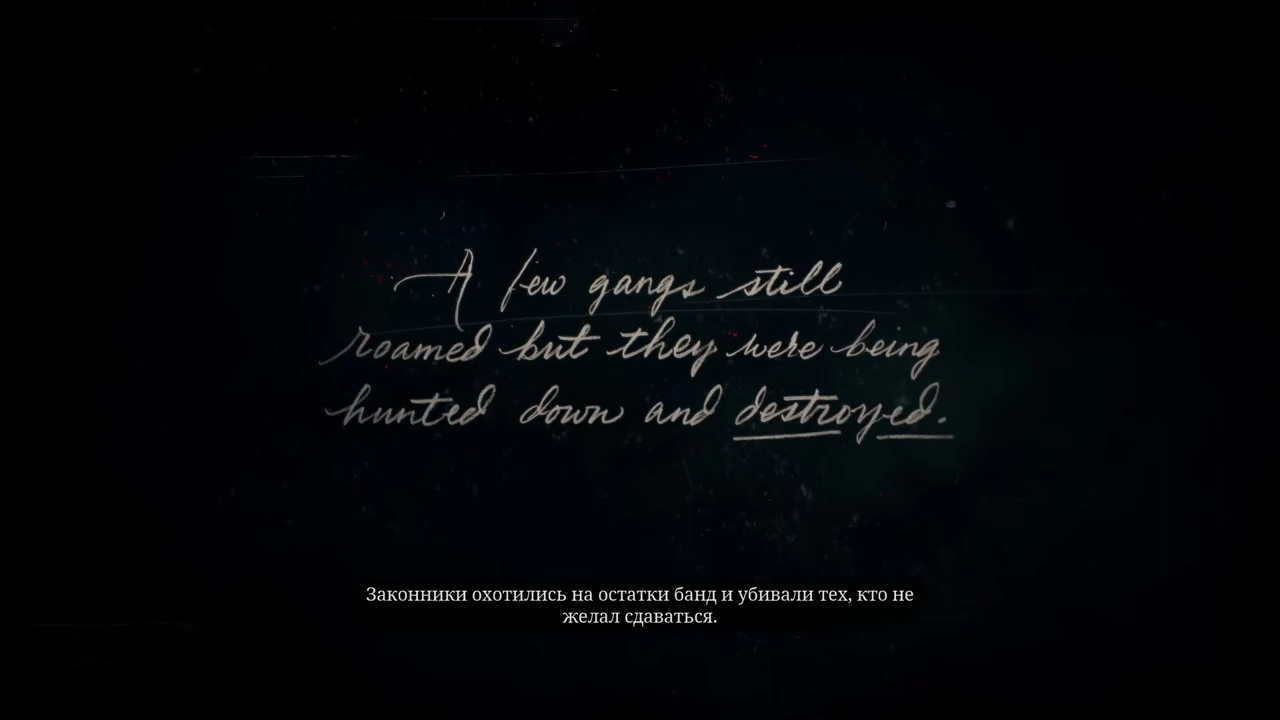 A few gangs still
roamed but they were being
hunted down and destroyed.
Законники охотились на остатки банд и убивали тех, кто не
желал сдаваться.